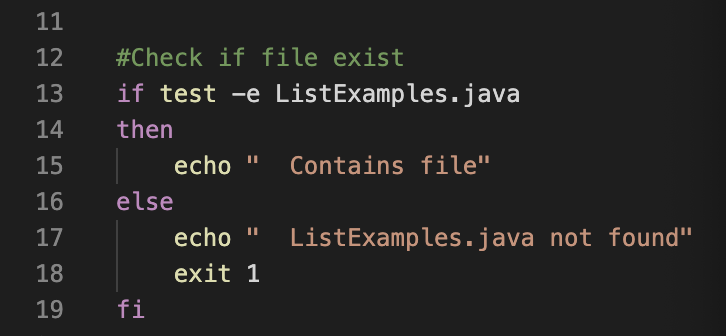 11
12 #Check if file exist
13 if test -e ListExamples.java
14 then
15     echo "  Contains file"
16 else
17     echo "  ListExamples.java not found"
18     exit 1
19 fi